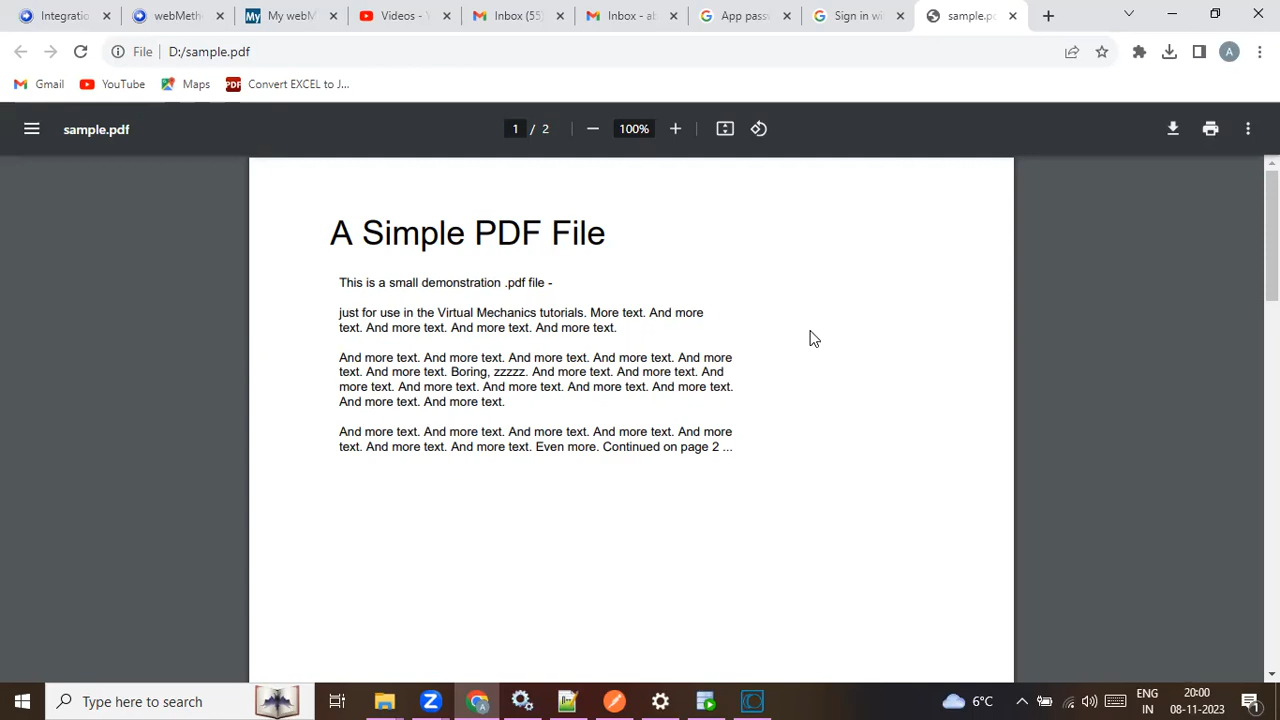 Integratio
webMeth
My webM
Videos - Y
Inbox (55)
Inbox - ab
App pass
Sign in wi
sample.pd
File
D:/sample.pdf
A
Gmail
YouTube
Maps
PDF
Convert EXCEL to J...
sample.pdf
1 / 2
100%
A Simple PDF File
This is a small demonstration .pdf file -
just for use in the Virtual Mechanics tutorials. More text. And more
text. And more text. And more text. And more text.
And more text. And more text. And more text. And more text. And more
text. And more text. Boring, zzzzz. And more text. And more text. And
more text. And more text. And more text. And more text. And more text.
And more text. And more text.
And more text. And more text. And more text. And more text. And more
text. And more text. And more text. Even more. Continued on page 2 ...
Type here to search
6°C
ENG
IN
20:00
08-11-2023
1